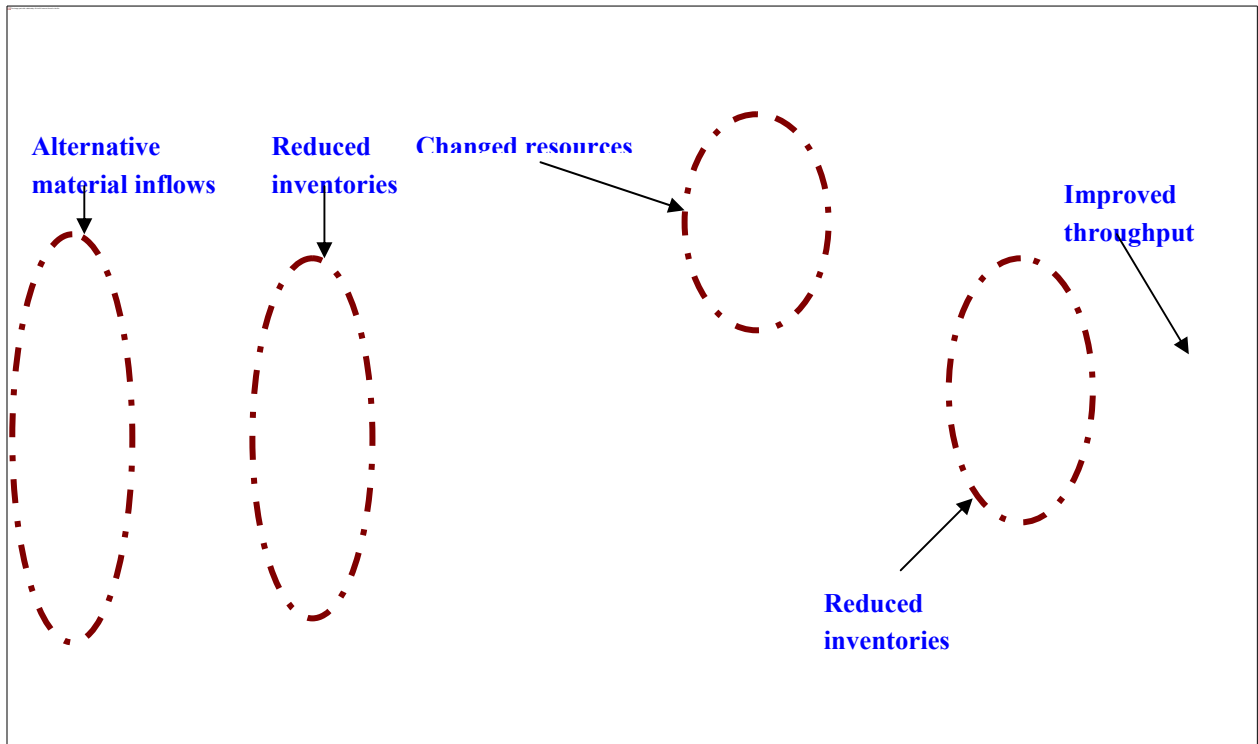 Alternative
material inflows
Reduced
inventories
Changed resources
Improved
throughput
Reduced
inventories